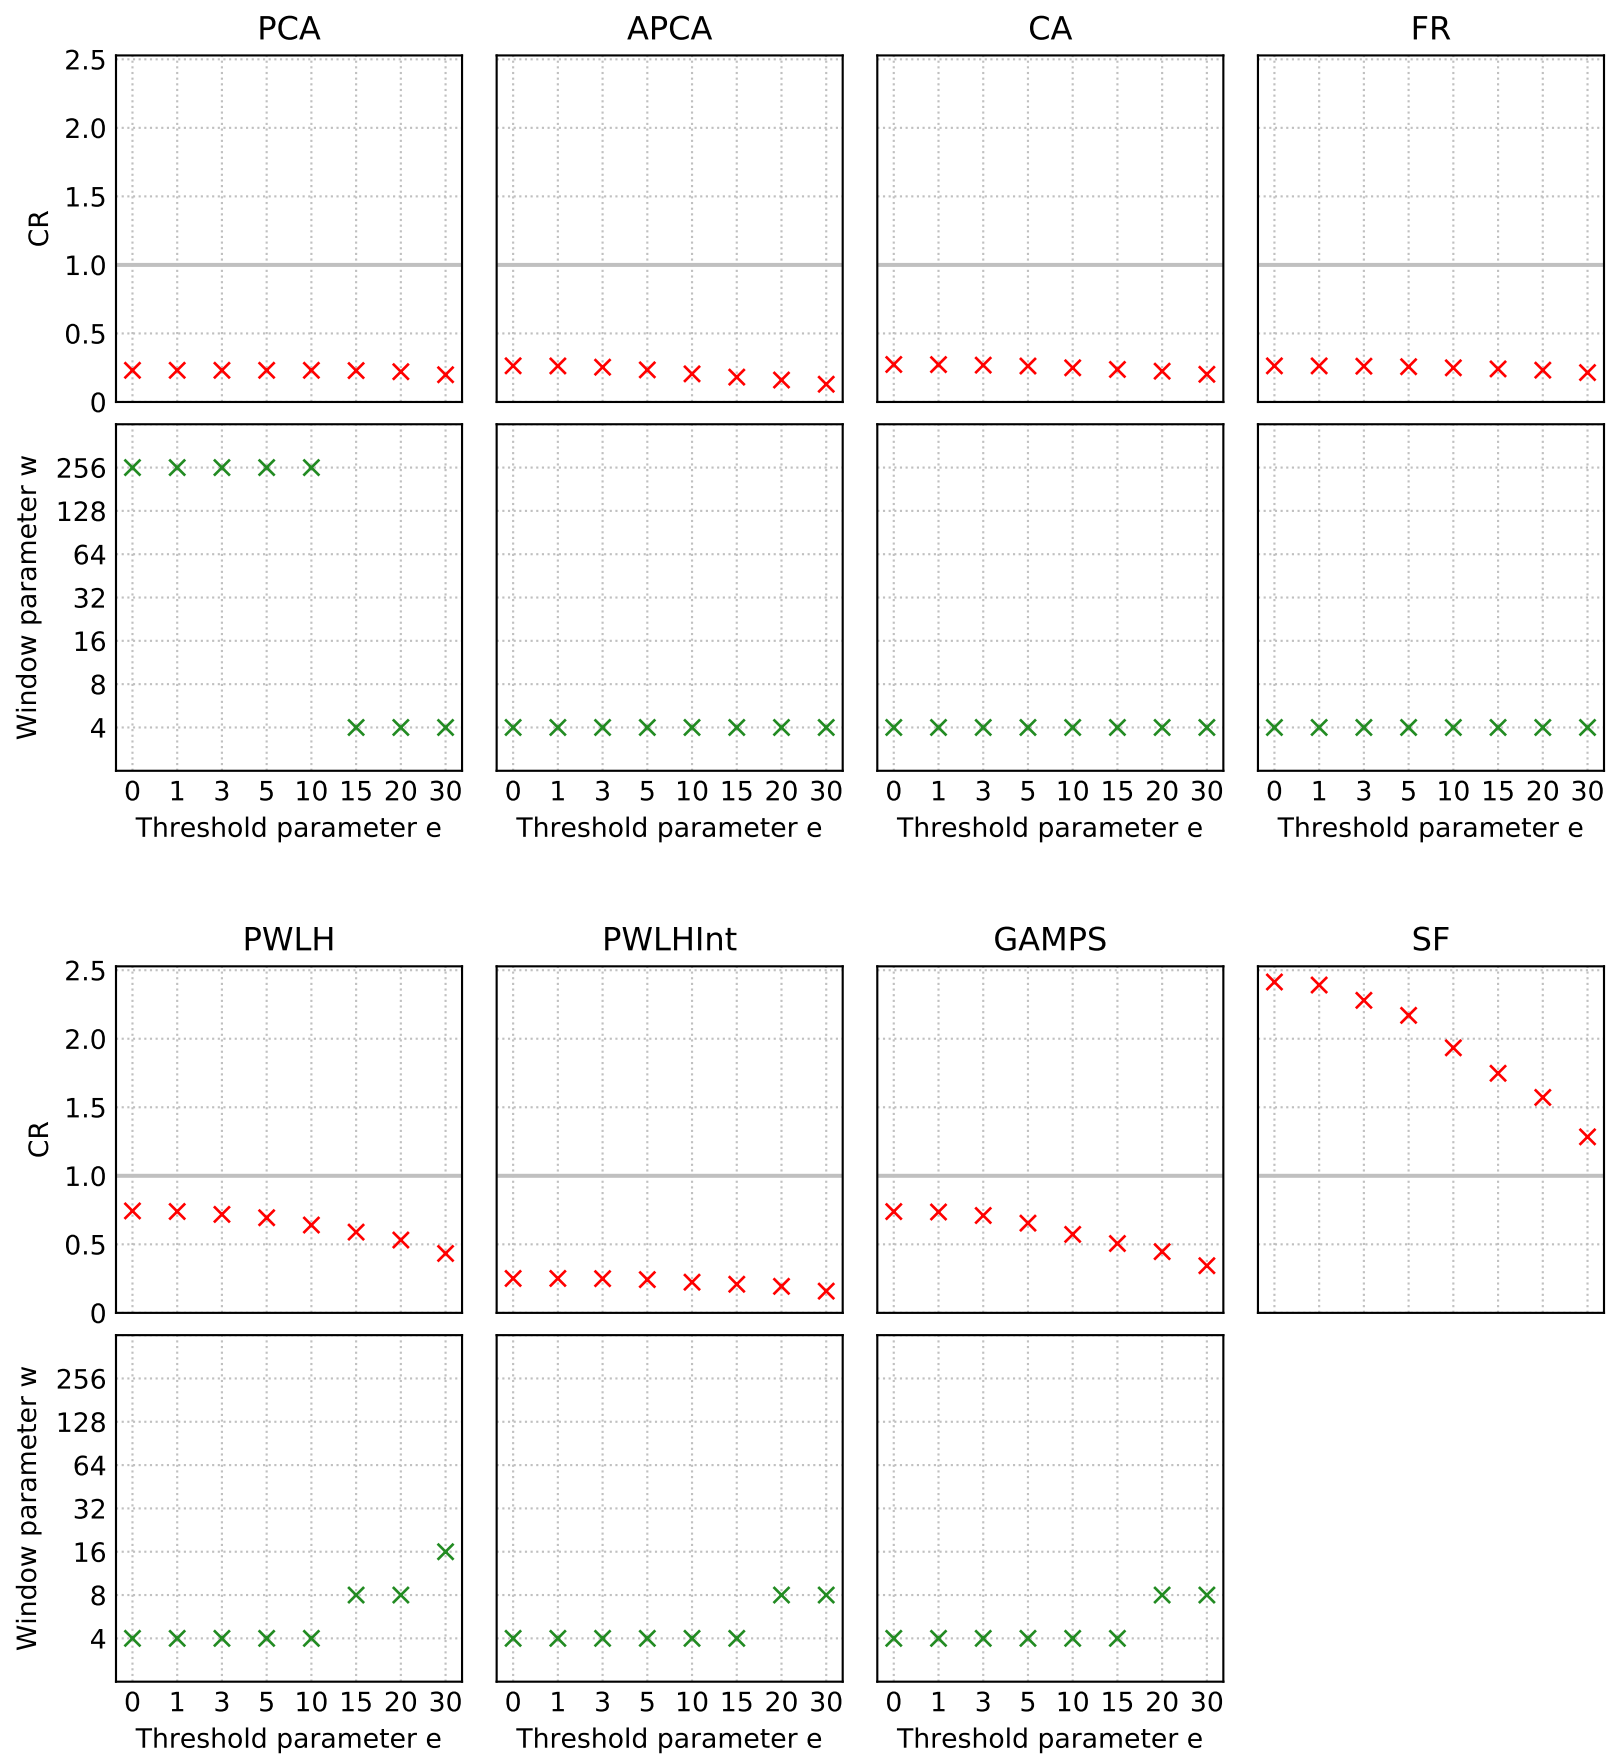 PCA APCA CA FR
2.5
2.0
1.5
1.0
0.5
0
CR
256
128
64
32
16
8
4
Window parameter w
0 1 3 5 10 15 20 30 0 1 3 5 10 15 20 30 0 1 3 5 10 15 20 30 0 1 3 5 10 15 20 30
Threshold parameter e Threshold parameter e Threshold parameter e Threshold parameter e
PWLH PWLHInt GAMPS SF
2.5
2.0
1.5
1.0
0.5
0
CR
256
128
64
32
16
8
4
Window parameter w
0 1 3 5 10 15 20 30 0 1 3 5 10 15 20 30 0 1 3 5 10 15 20 30
Threshold parameter e Threshold parameter e Threshold parameter e